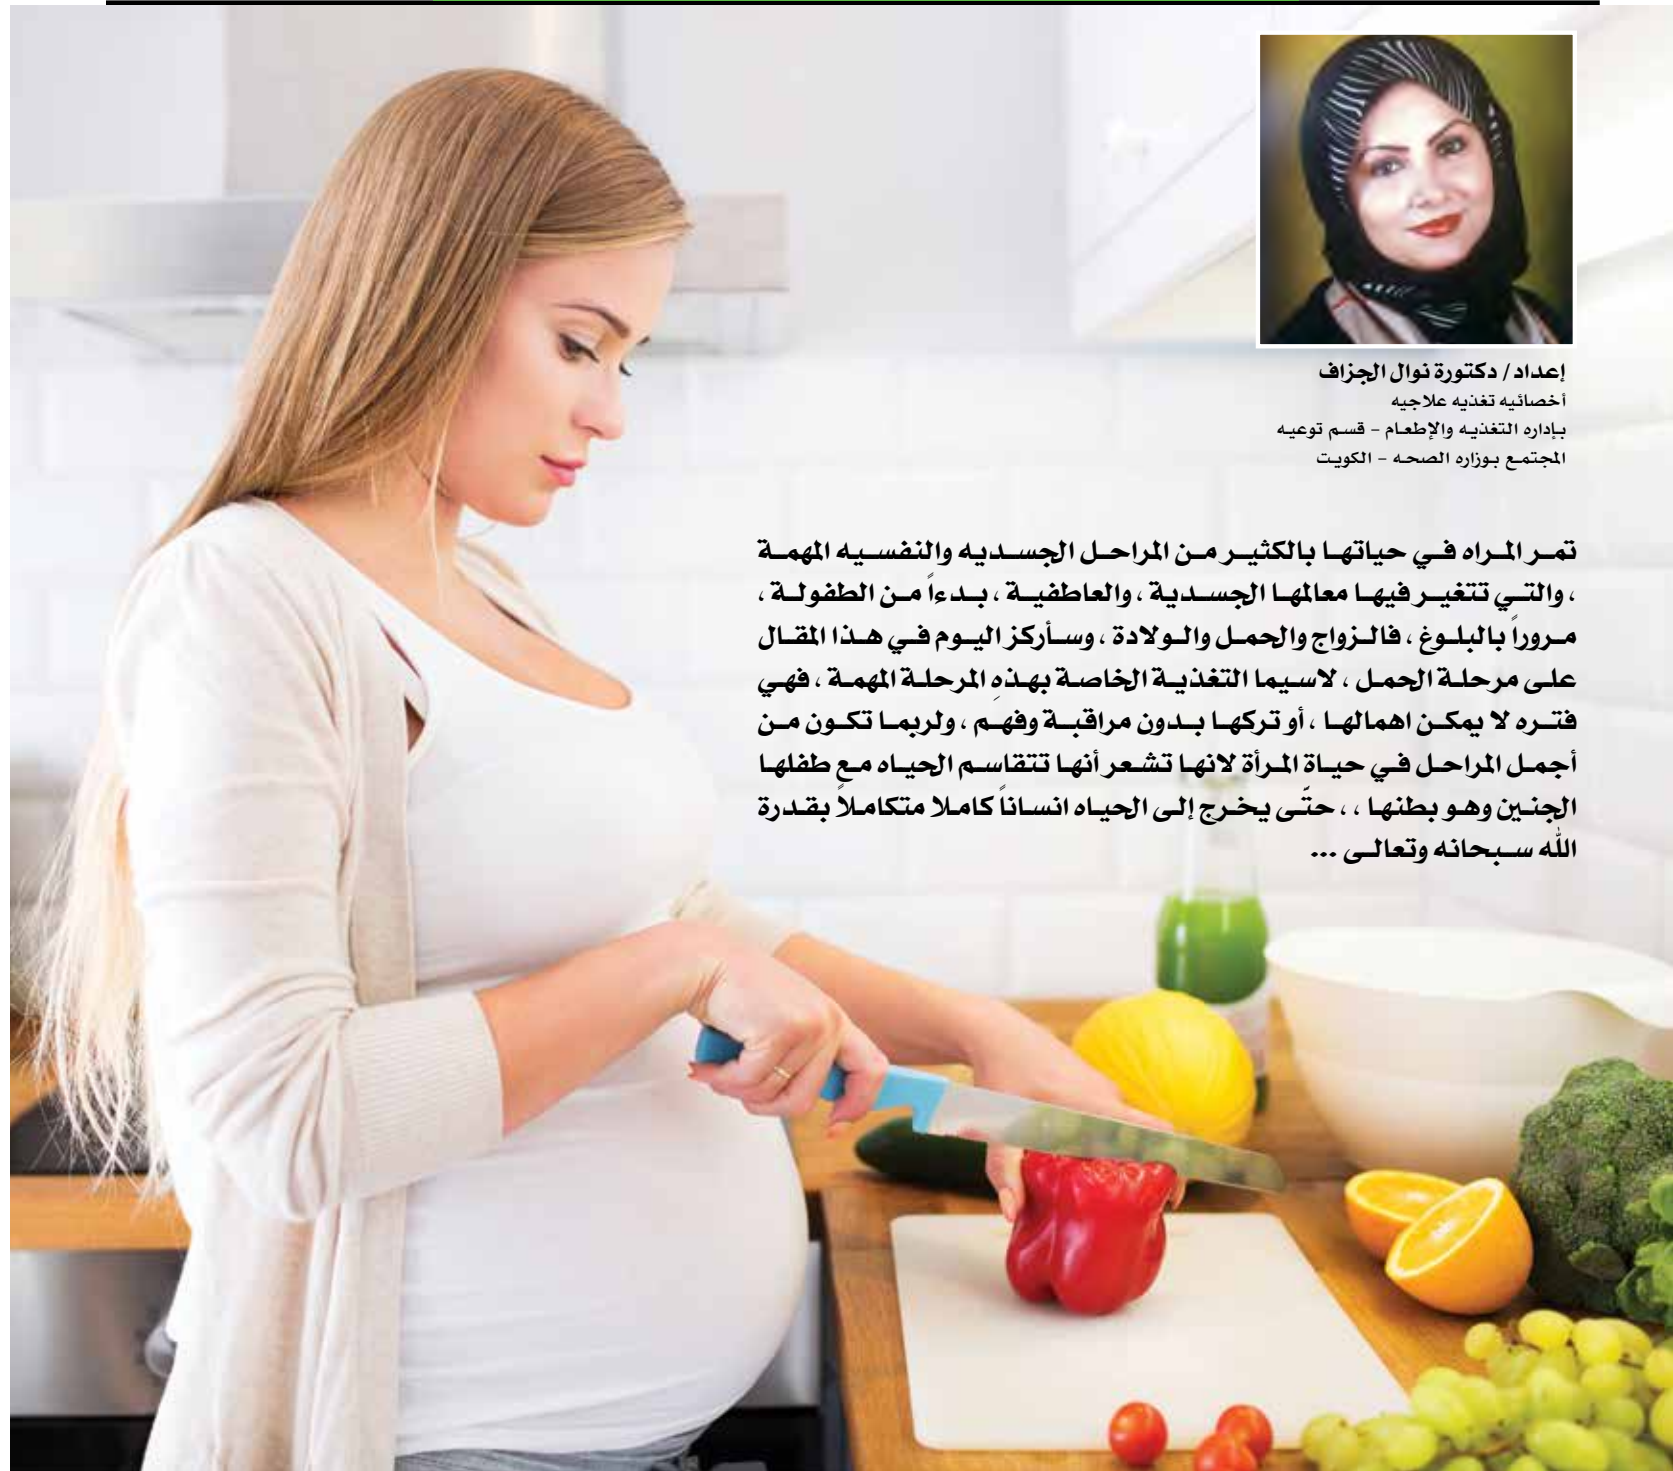 إعداد/ دكتورة نوال الجزاف
أخصائيه تغذيه علاجيه
بإداره التغذيه والإطعام - قسم توعيه
المجتمع بوزاره الصحه - الكويت
تمر المراه في حياتها بالكثير من المراحل الجسديه والنفسيه المهمة
، والتي تتغير فيها معالمها الجسدية ، والعاطفية ، بدءاً من الطفولة ،
مروراً بالبلوغ ، فالزواج والحمل والولادة ، وسأركز اليوم في هذا المقال
على مرحلة الحمل ، لاسيما التغذية الخاصة بهذهِ المرحلة المهمة ، فهي
فتره لا يمكن اهمالها ، أو تركها بدون مراقبة وفهم ، ولربما تكون من
أجمل المراحل في حياة المرأة لانها تشعر أنها تتقاسم الحياه مع طفلها
الجنين وهو بطنها ، ، حتّى يخرج إلى الحياه انساناً كاملا متكاملاً بقدرة
الله سبحانه وتعالى ...